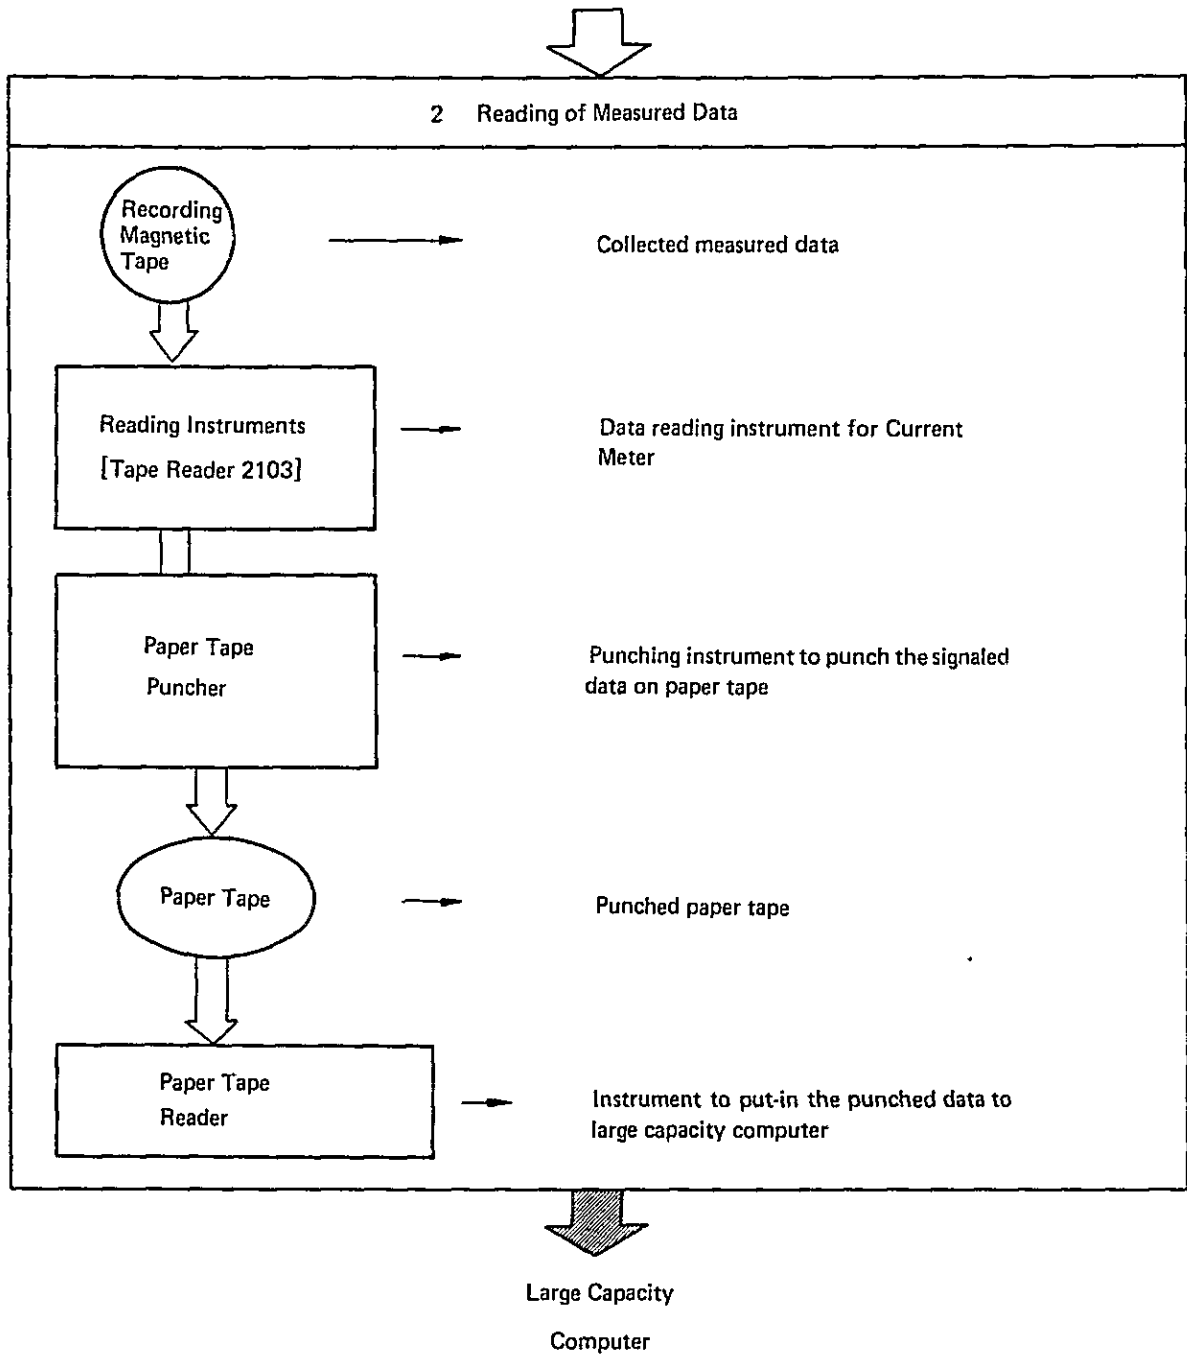 2 Reading of Measured Data
Recording
Magnetic
Tape
Collected measured data
Reading Instruments
[Tape Reader 2103]
Data reading instrument for Current
Meter
Paper Tape
Puncher
Punching instrument to punch the signaled
data on paper tape
Paper Tape
Punched paper tape
Paper Tape
Reader
Instrument to put-in the punched data to
large capacity computer
Large Capacity
Computer